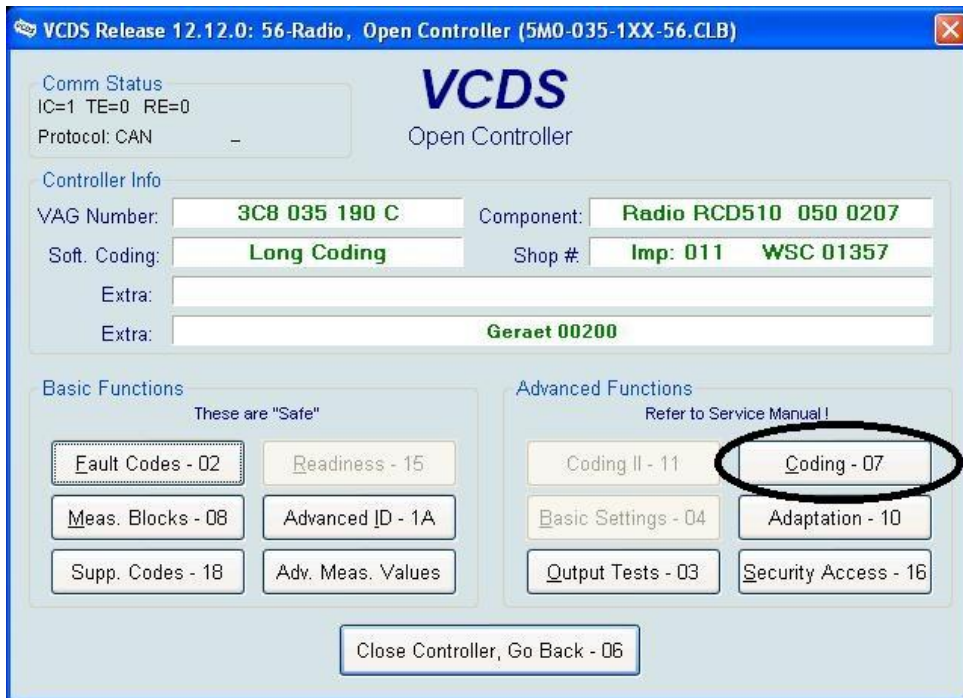 VCDS Release 12.12.0: 56-Radio, Open Controller (5M0-035-1XX-56.CLB)
Comm Status
IC=1 TE=0 RE=0
Protocol: CAN –
VCDS
Open Controller
Controller Info
VAG Number: 3C8 035 190 C Component: Radio RCD510 050 0207
Soft. Coding: Long Coding Shop #: Imp: 011 WSC 01357
Extra:
Extra: Geraet 00200
Basic Functions
These are "Safe"
Fault Codes - 02 Readiness - 15
Meas. Blocks - 08 Advanced ID - 1A
Supp. Codes - 18 Adv. Meas. Values
Advanced Functions
Refer to Service Manual!
Coding II - 11 Coding - 07
Basic Settings - 04 Adaptation - 10
Output Tests - 03 Security Access - 16
Close Controller, Go Back - 06